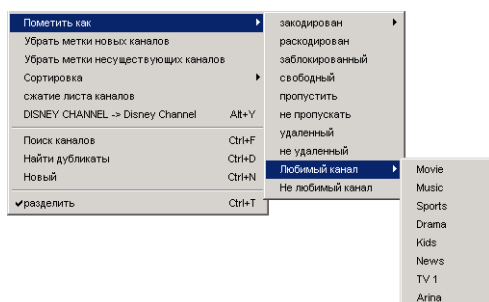 Пометить как
Убрать метки новых каналов
Убрать метки несуществующих каналов
Сортировка
сжатие листа каналов
DISNEY CHANNEL -> Disney Channel Alt+Y
Поиск каналов Ctrl+F
Найти дубликаты Ctrl+D
Новый Ctrl+N
разделить Ctrl+T
закодирован
раскодирован
заблокированный
свободный
пропустить
не пропускать
удаленный
не удаленный
Любимый канал
Не любимый канал
Movie
Music
Sports
Drama
Kids
News
TV 1
Arina